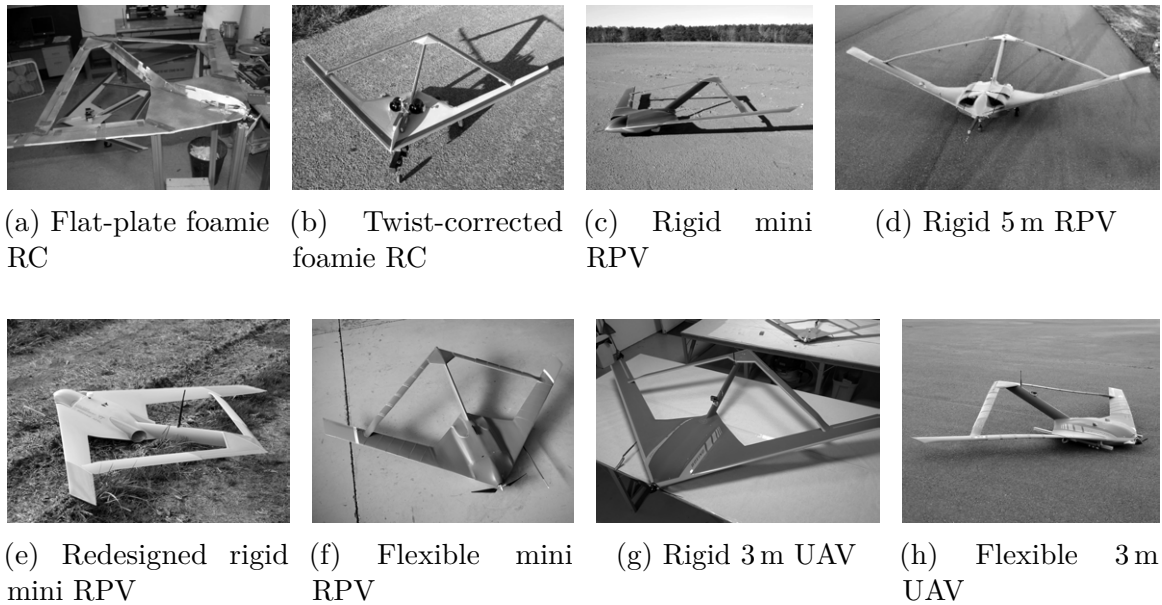 (a) Flat-plate foamie
RC
(b) Twist-corrected
foamie RC
(c) Rigid mini
RPV
(d) Rigid 5 m RPV
(e) Redesigned rigid
mini RPV
(f) Flexible mini
RPV
(g) Rigid 3 m UAV
(h) Flexible 3 m
UAV